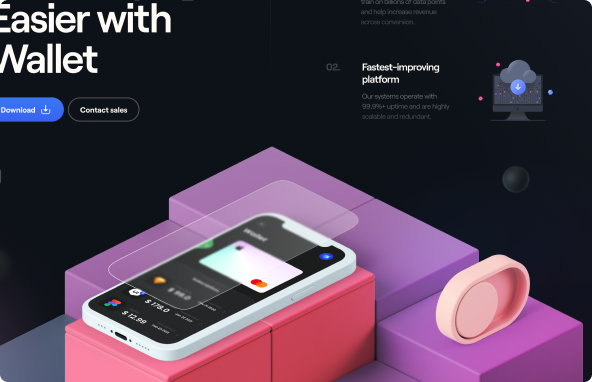 Easier with
Wallet
Download
Contact sales
train on billions of data points
and help increase revenue
across conversion.
02.
Fastest-improving
platform
Our systems operate with
99.9%+ uptime and are highly
scalable and redundant.
Wallet
$ 178.0
$ 12.99